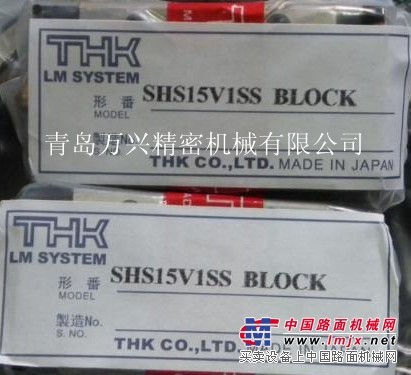 THK
LM SYSTEM
形番 SHS15V1SS BLOCK
MODEL
青岛万兴精密机械有限公司
THK CO.,LTD. MADE IN JAPAN
THK
LM SYSTEM
形番 SHS15V1SS BLOCK
MODEL
製造No.
S. NO.
THK CO.,LTD. MADE IN JAPAN
中国路面机械网
www.lmjx.net
买卖设备上中国路面机械网